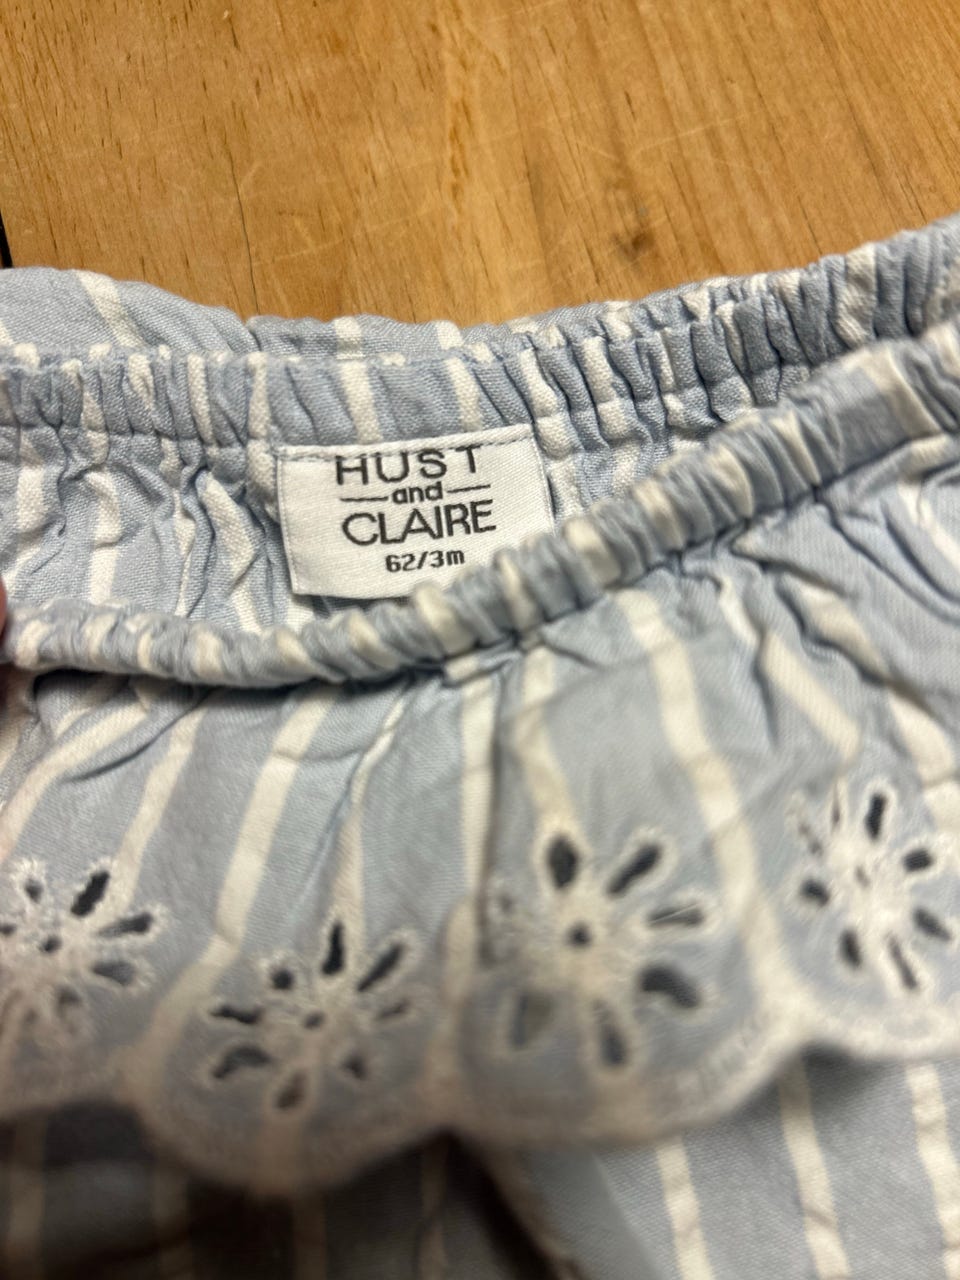 HUST
and
CLAIRE
62/3m